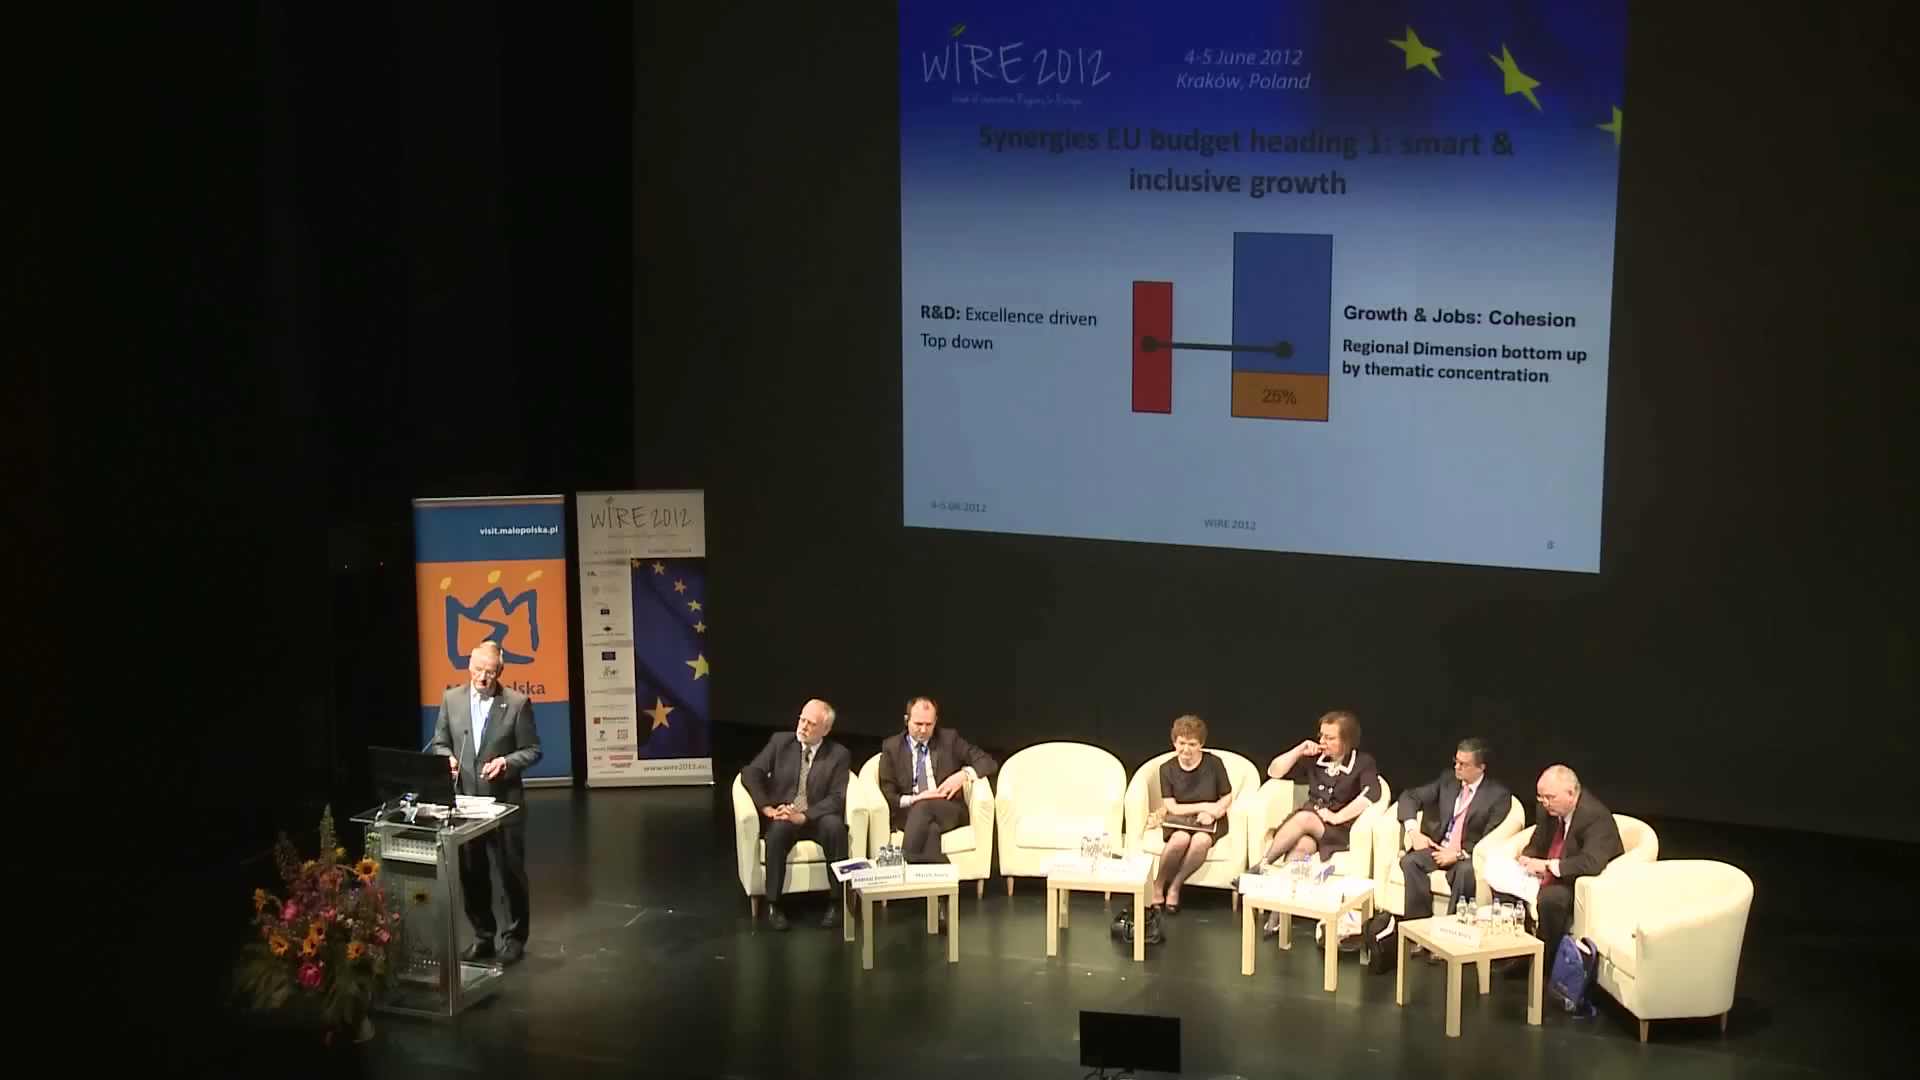 WIRE 2012
4-5 June 2012
Kraków, Poland
Synergies EU budget heading 1: smart &
inclusive growth
R&D: Excellence driven
Top down
25%
Growth & Jobs: Cohesion
Regional Dimension bottom up
by thematic concentration
WIRE 2012
8
visit.malopolska.pl
WIRE 2012
www.wire2012.eu